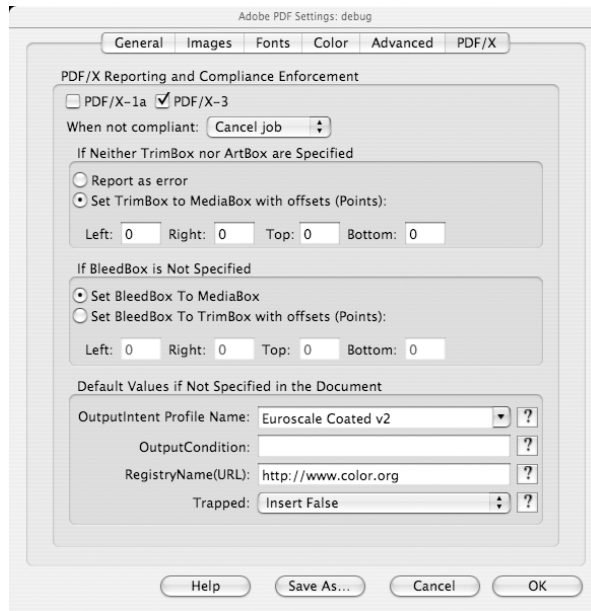 Adobe PDF Settings: debug
General Images Fonts Color Advanced PDF/X
PDF/X Reporting and Compliance Enforcement
PDF/X-1a PDF/X-3
When not compliant: Cancel job
If Neither TrimBox nor ArtBox are Specified
Report as error
Set TrimBox to MediaBox with offsets (Points):
Left: 0 Right: 0 Top: 0 Bottom: 0
If BleedBox is Not Specified
Set BleedBox To MediaBox
Set BleedBox To TrimBox with offsets (Points):
Left: 0 Right: 0 Top: 0 Bottom: 0
Default Values if Not Specified in the Document
OutputIntent Profile Name: Euroscale Coated v2 ?
OutputCondition: ?
RegistryName(URL): http://www.color.org ?
Trapped: Insert False ?
Help Save As... Cancel OK